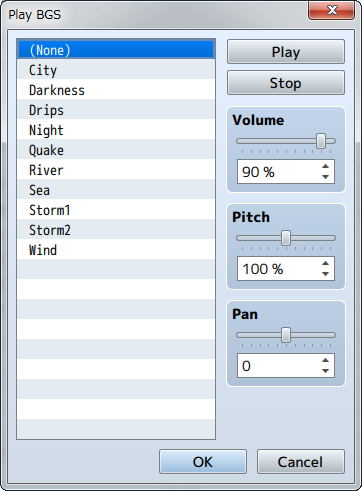 Play BGS
(None)
City
Darkness
Drips
Night
Quake
River
Sea
Storm1
Storm2
Wind
Play
Stop
Volume
90 %
Pitch
100 %
Pan
0
OK
Cancel